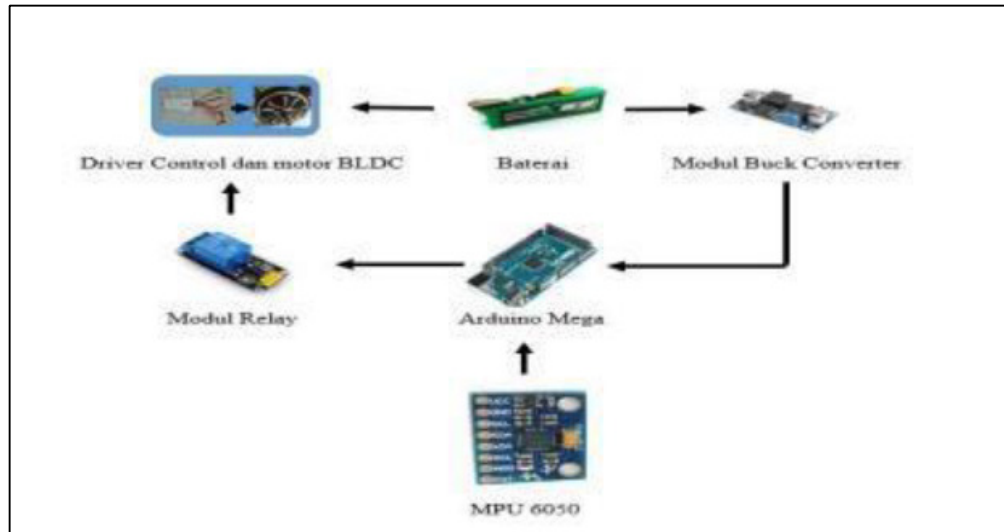 Driver Control dan motor BLDC
Baterai
Modul Buck Converter
Modul Relay
Arduino Mega
MPU 6050